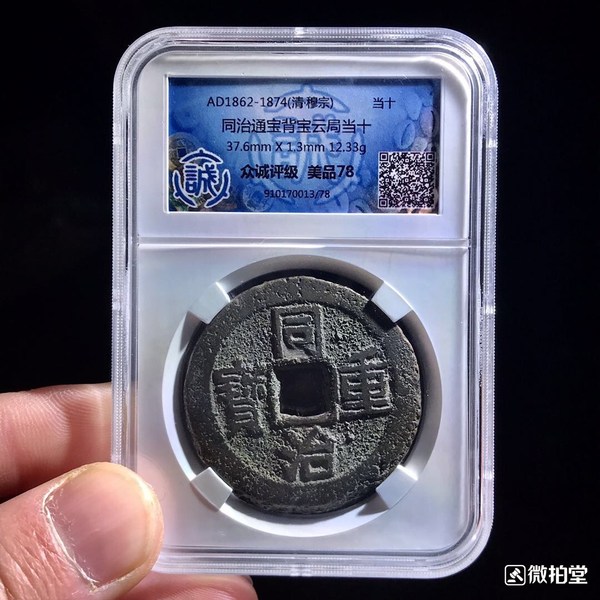 AD1862-1874(清·穆宗) 当十
同治通宝背宝云局当十
37.6mm X 1.3mm 12.33g
众诚评级 美品78
910170013/78
誠
同
寶 重
治
微拍堂